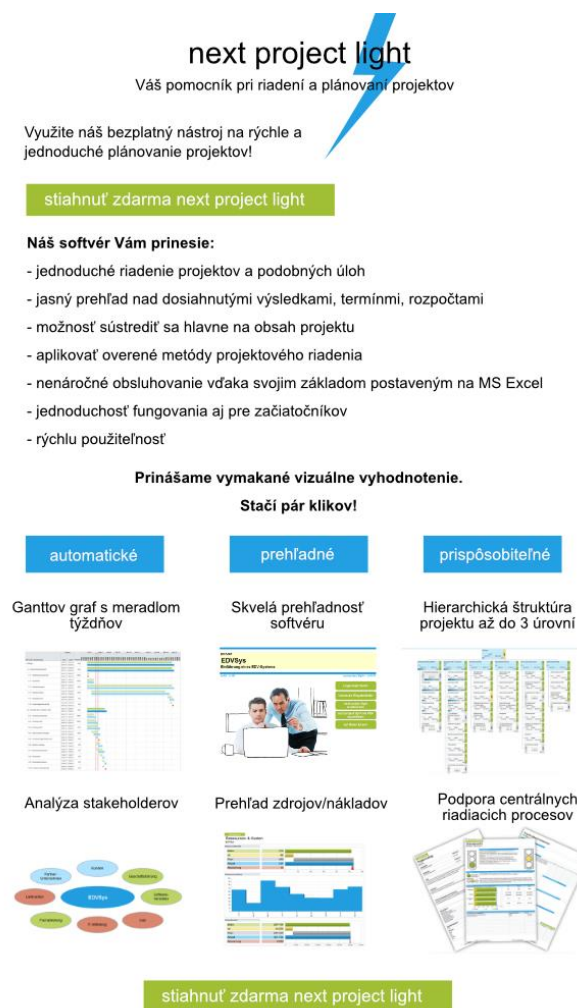 next project light
Váš pomocník pri riadení a plánovaní projektov
Využite náš bezplatný nástroj na rýchle a
jednoduché plánovanie projektov!
stiahnuť zdarma next project light
Náš softvér Vám prinesie:
- jednoduché riadenie projektov a podobných úloh
- jasný prehľad nad dosiahnutými výsledkami, termínmi, rozpočtami
- možnosť sústrediť sa hlavne na obsah projektu
- aplikovať overené metódy projektového riadenia
- nenáročné obsluhovanie vďaka svojim základom postaveným na MS Excel
- jednoduchosť fungovania aj pre začiatočníkov
- rýchlu použiteľnosť
Prinášame vymakané vizuálne vyhodnotenie.
Stačí pár klikov!
automatické
prehľadné
prispôsobiteľné
Ganttov graf s meradlom
týždňov
Skvelá prehľadnosť
softvéru
Hierarchická štruktúra
projektu až do 3 úrovní
EDVSys
Analýza stakeholderov
Prehľad zdrojov/nákladov
Podpora centrálnych
riadiacich procesov
EDVSys
stiahnuť zdarma next project light